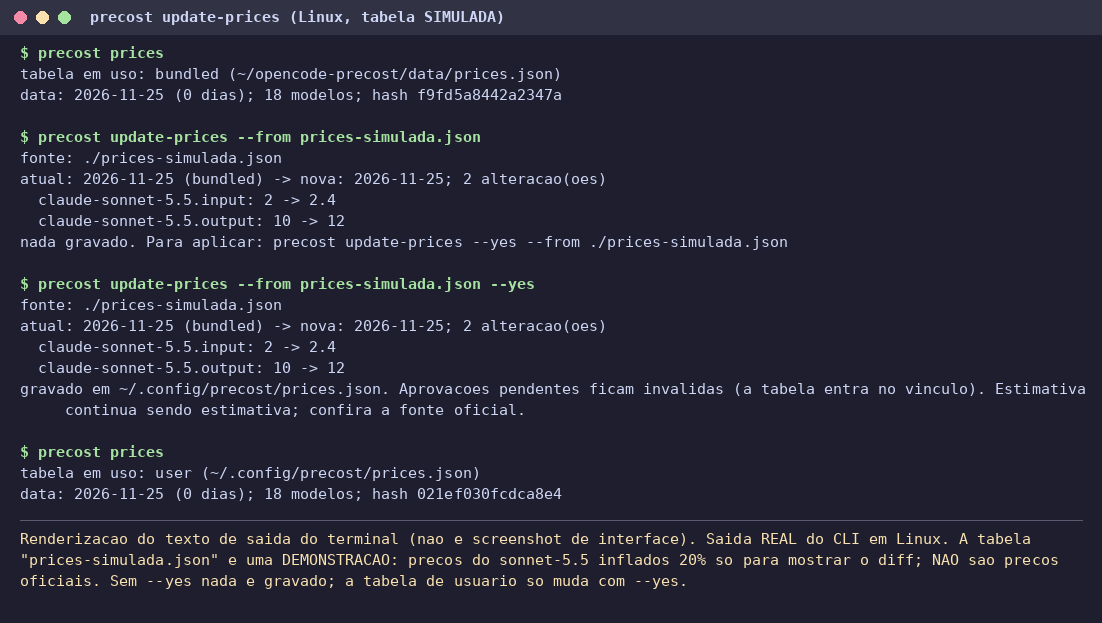 precost update-prices (Linux, tabela SIMULADA)
$ precost prices
tabela em uso: bundled (~/opencode-precost/data/prices.json)
data: 2026-11-25 (0 dias); 18 modelos; hash f9fd5a8442a2347a
$ precost update-prices --from prices-simulada.json
fonte: ./prices-simulada.json
atual: 2026-11-25 (bundled) -> nova: 2026-11-25; 2 alteracao(oes)
claude-sonnet-5.5.input: 2 -> 2.4
claude-sonnet-5.5.output: 10 -> 12
nada gravado. Para aplicar: precost update-prices --yes --from ./prices-simulada.json
$ precost update-prices --from prices-simulada.json --yes
fonte: ./prices-simulada.json
atual: 2026-11-25 (bundled) -> nova: 2026-11-25; 2 alteracao(oes)
claude-sonnet-5.5.input: 2 -> 2.4
claude-sonnet-5.5.output: 10 -> 12
gravado em ~/.config/precost/prices.json. Aprovacoes pendentes ficam invalidas (a tabela entra no vinculo). Estimativa
continua sendo estimativa; confira a fonte oficial.
$ precost prices
tabela em uso: user (~/.config/precost/prices.json)
data: 2026-11-25 (0 dias); 18 modelos; hash 021ef030fcdca8e4
Renderizacao do texto de saida do terminal (nao e screenshot de interface). Saida REAL do CLI em Linux. A tabela
"prices-simulada.json" e uma DEMONSTRACAO: precos do sonnet-5.5 inflados 20% so para mostrar o diff; NAO sao precos
oficiais. Sem --yes nada e gravado; a tabela de usuario so muda com --yes.